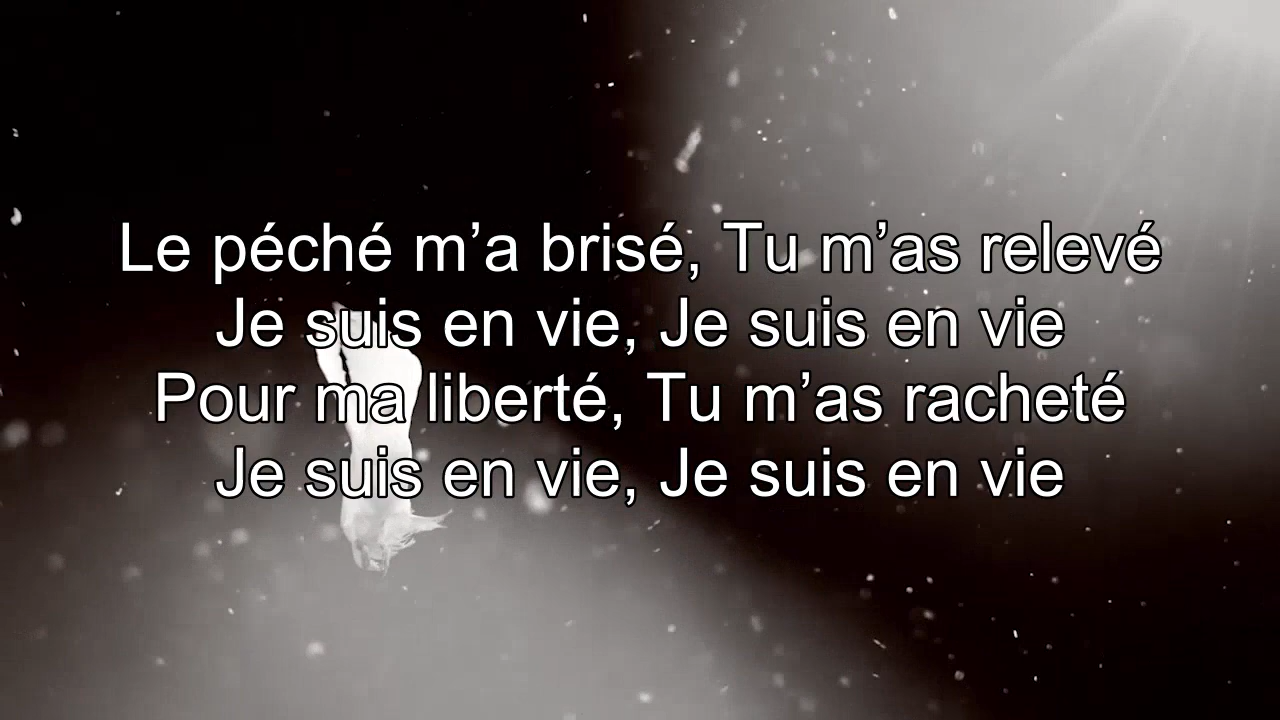 Le péché m’a brisé, Tu m’as relevé
Je suis en vie, Je suis en vie
Pour ma liberté, Tu m’as racheté
Je suis en vie, Je suis en vie